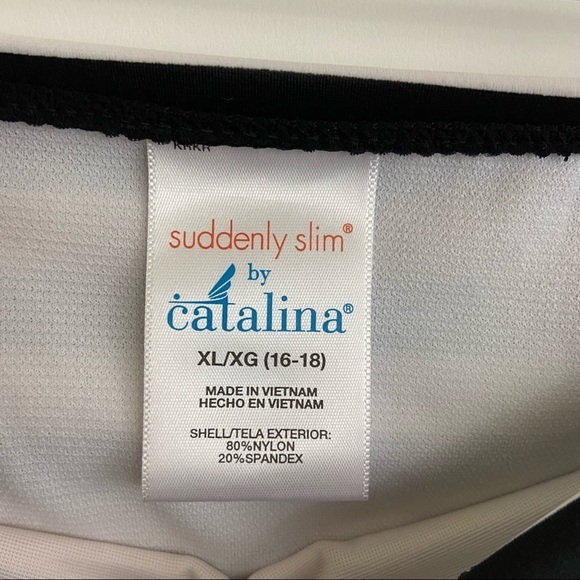 suddenly slim®
by
catalina®
XL/XG (16-18)
MADE IN VIETNAM
HECHO EN VIETNAM
SHELL/TELA EXTERIOR:
80%NYLON
20%SPANDEX